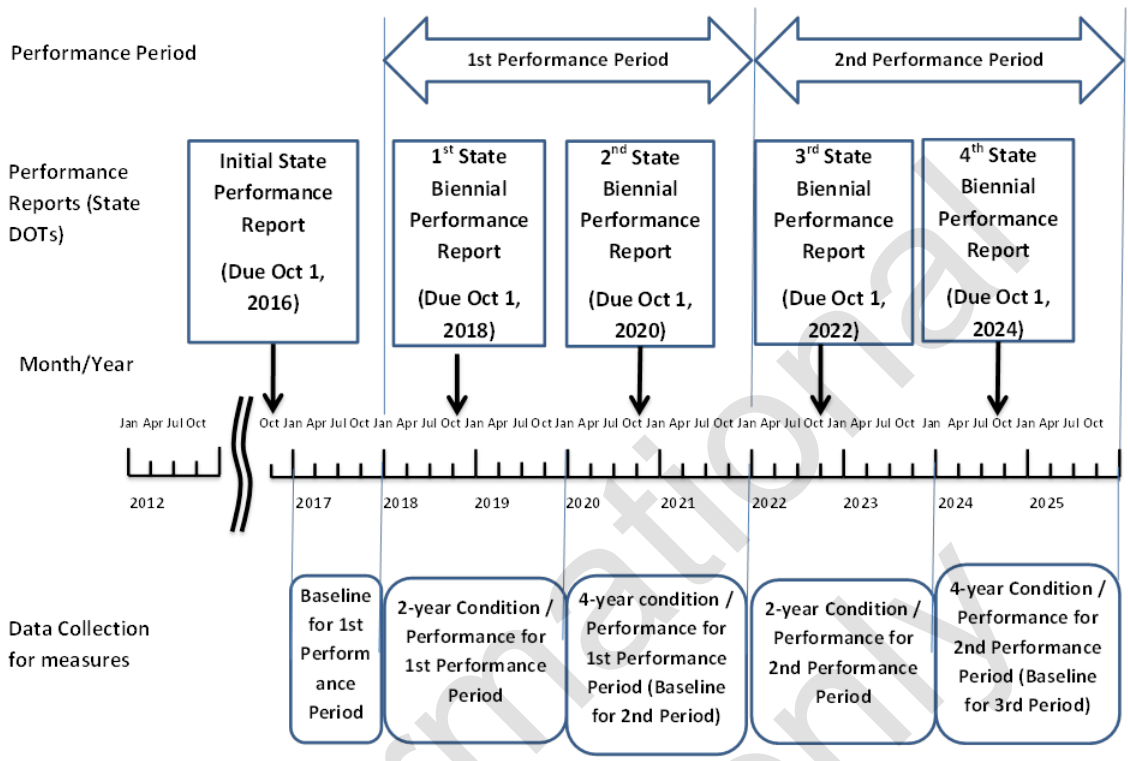 Performance Period
1st Performance Period
2nd Performance Period
Performance
Reports (State
DOTs)
Initial State
Performance
Report
(Due Oct 1,
2016)
1st State
Biennial
Performance
Report
(Due Oct 1,
2018)
2nd State
Biennial
Performance
Report
(Due Oct 1,
2020)
3rd State
Biennial
Performance
Report
(Due Oct 1,
2022)
4th State
Biennial
Performance
Report
(Due Oct 1,
2024)
Month/Year
Jan Apr Jul Oct
Oct Jan Apr Jul Oct Jan Apr Jul Oct Jan Apr Jul Oct Jan Apr Jul Oct Jan Apr Jul Oct Jan Apr Jul Oct Jan Apr Jul Oct Jan Apr Jul Oct Jan Apr Jul Oct
2012 2017 2018 2019 2020 2021 2022 2023 2024 2025
Data Collection
for measures
Baseline
for 1st
Perform
ance
Period
2-year Condition /
Performance for
1st Performance
Period
4-year condition /
Performance for
1st Performance
Period (Baseline
for 2nd Period)
2-year Condition /
Performance for
2nd Performance
Period
4-year Condition /
Performance for
2nd Performance
Period (Baseline
for 3rd Period)
rmational
only